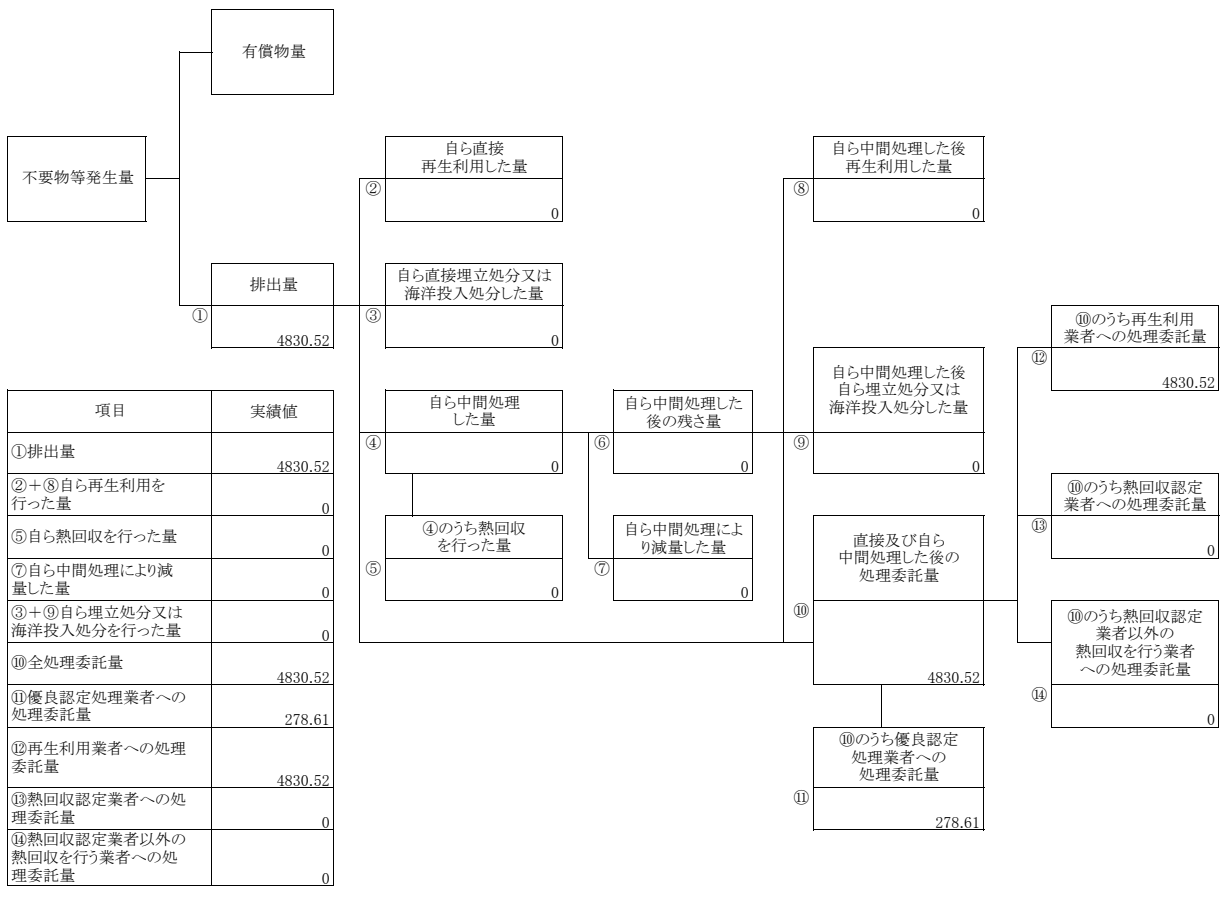 有償物量
不要物等発生量
排出量
①
4830.52
自ら直接
再生利用した量
②
0
自ら直接埋立処分又は
海洋投入処分した量
③
0
自ら中間処理
した量
④
0
④のうち熱回収
を行った量
⑤
0
自ら中間処理した
後の残さ量
⑥
0
自ら中間処理によ
り減量した量
⑦
0
自ら中間処理した後
再生利用した量
⑧
0
自ら中間処理した後
自ら埋立処分又は
海洋投入処分した量
⑨
0
直接及び自ら
中間処理した後の
処理委託量
⑩
4830.52
⑩のうち優良認定
処理業者への
処理委託量
⑪
278.61
⑩のうち再生利用
業者への処理委託量
⑫
4830.52
⑩のうち熱回収認定
業者への処理委託量
⑬
0
⑩のうち熱回収認定
業者以外の
熱回収を行う業者
への処理委託量
⑭
0
項目 実績値
①排出量
4830.52
②＋⑧自ら再生利用を
行った量
0
⑤自ら熱回収を行った量
0
⑦自ら中間処理により減
量した量
0
③＋⑨自ら埋立処分又は
海洋投入処分を行った量
0
⑩全処理委託量
4830.52
⑪優良認定処理業者への
処理委託量
278.61
⑫再生利用業者への処理
委託量
4830.52
⑬熱回収認定業者への処
理委託量
0
⑭熱回収認定業者以外の
熱回収を行う業者への処
理委託量
0